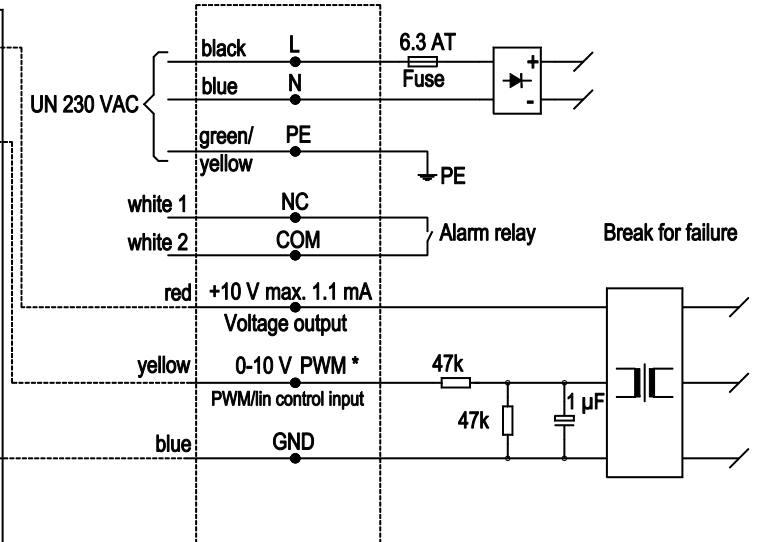 UN 230 VAC
black L 6.3 AT
Fuse
+
-
blue N
green/
yellow PE
PE
white 1 NC
white 2 COM
Alarm relay
Break for failure
red +10 V max. 1.1 mA
Voltage output
yellow 0-10 V PWM *
PWM/lin control input
47k
47k
1 µF
blue GND